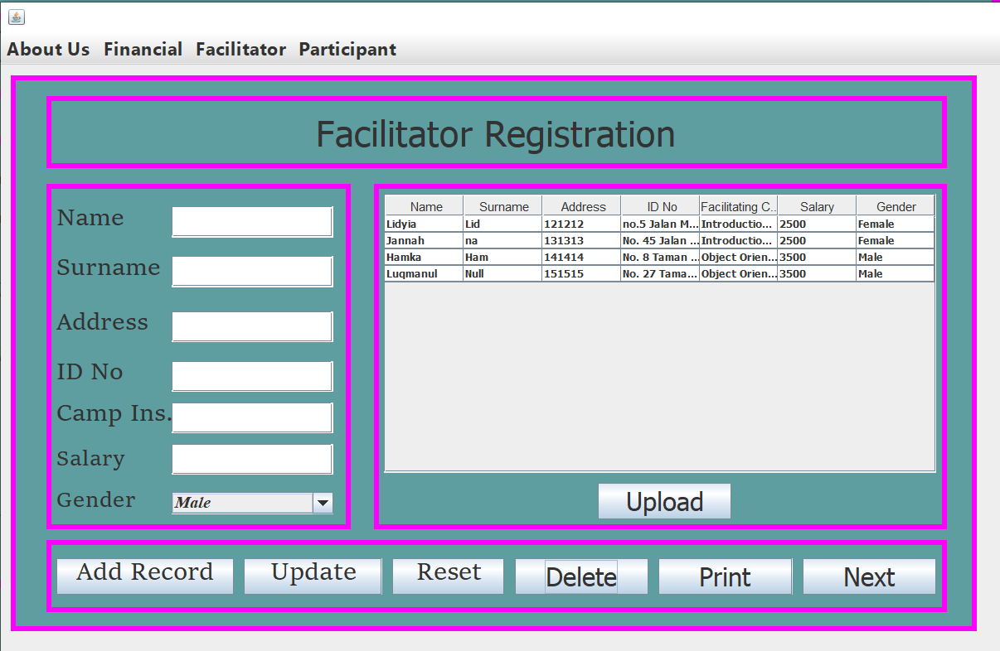 About Us Financial Facilitator Participant
Facilitator Registration
Name
Surname
Address
ID No
Camp Ins.
Salary
Gender Male
Name Surname Address ID No Facilitating C... Salary Gender
Lidyia Lid 121212 no.5 Jalan M... Introductio... 2500 Female
Jannah na 131313 No. 45 Jalan ... Introductio... 2500 Female
Hamka Ham 141414 No. 8 Taman ... Object Orien... 3500 Male
Luqmanul Null 151515 No. 27 Tama... Object Orien... 3500 Male
Upload
Add Record Update Reset Delete Print Next